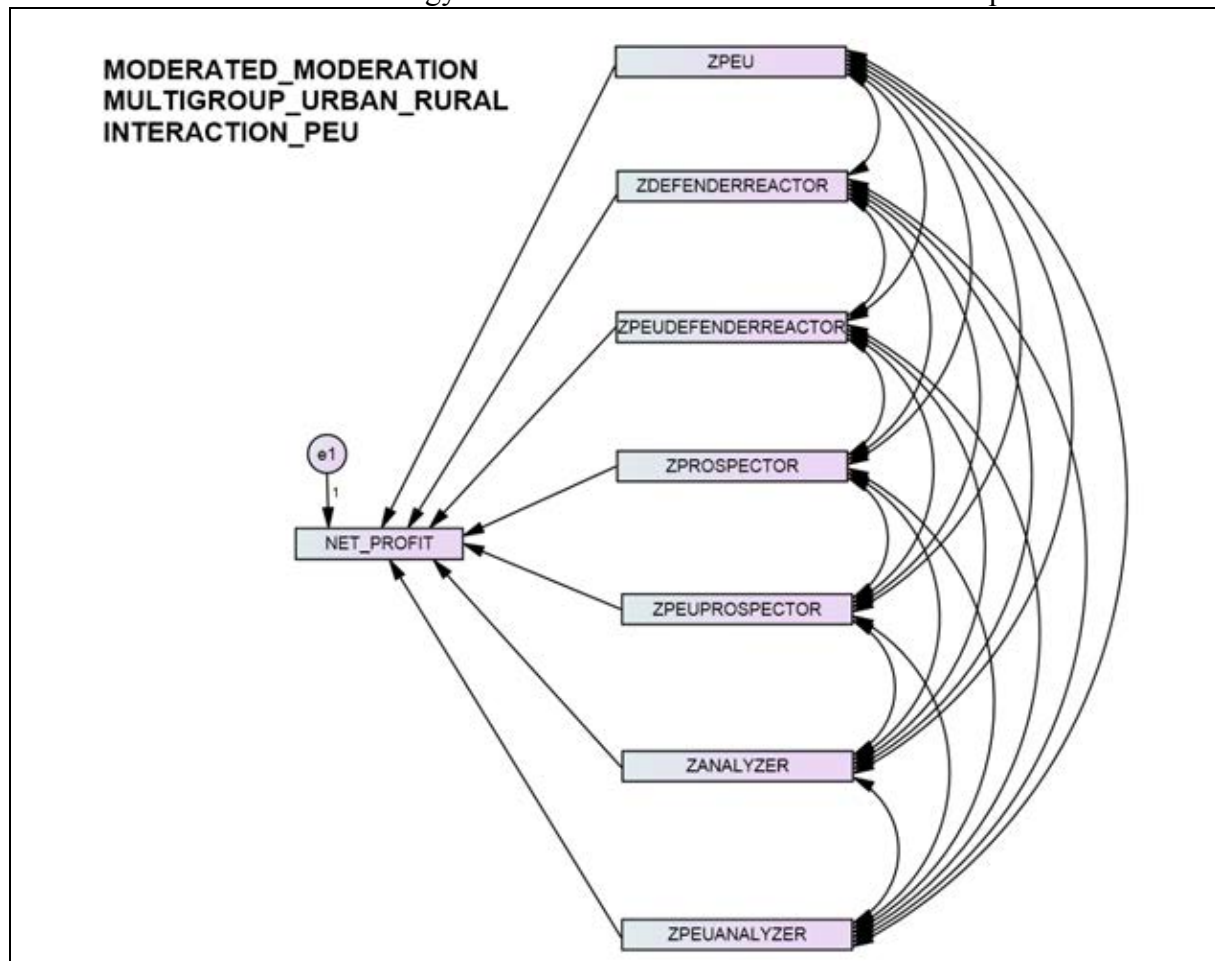 MODERATED_MODERATION
MULTIGROUP_URBAN_RURAL
INTERACTION_PEU
ZPEU
ZDEFENDERREACTOR
ZPEUDEFENDERREACTOR
ZPROSPECTOR
e1
1
NET_PROFIT
ZPEUPROSPECTOR
ZANALYZER
ZPEUANALYZER